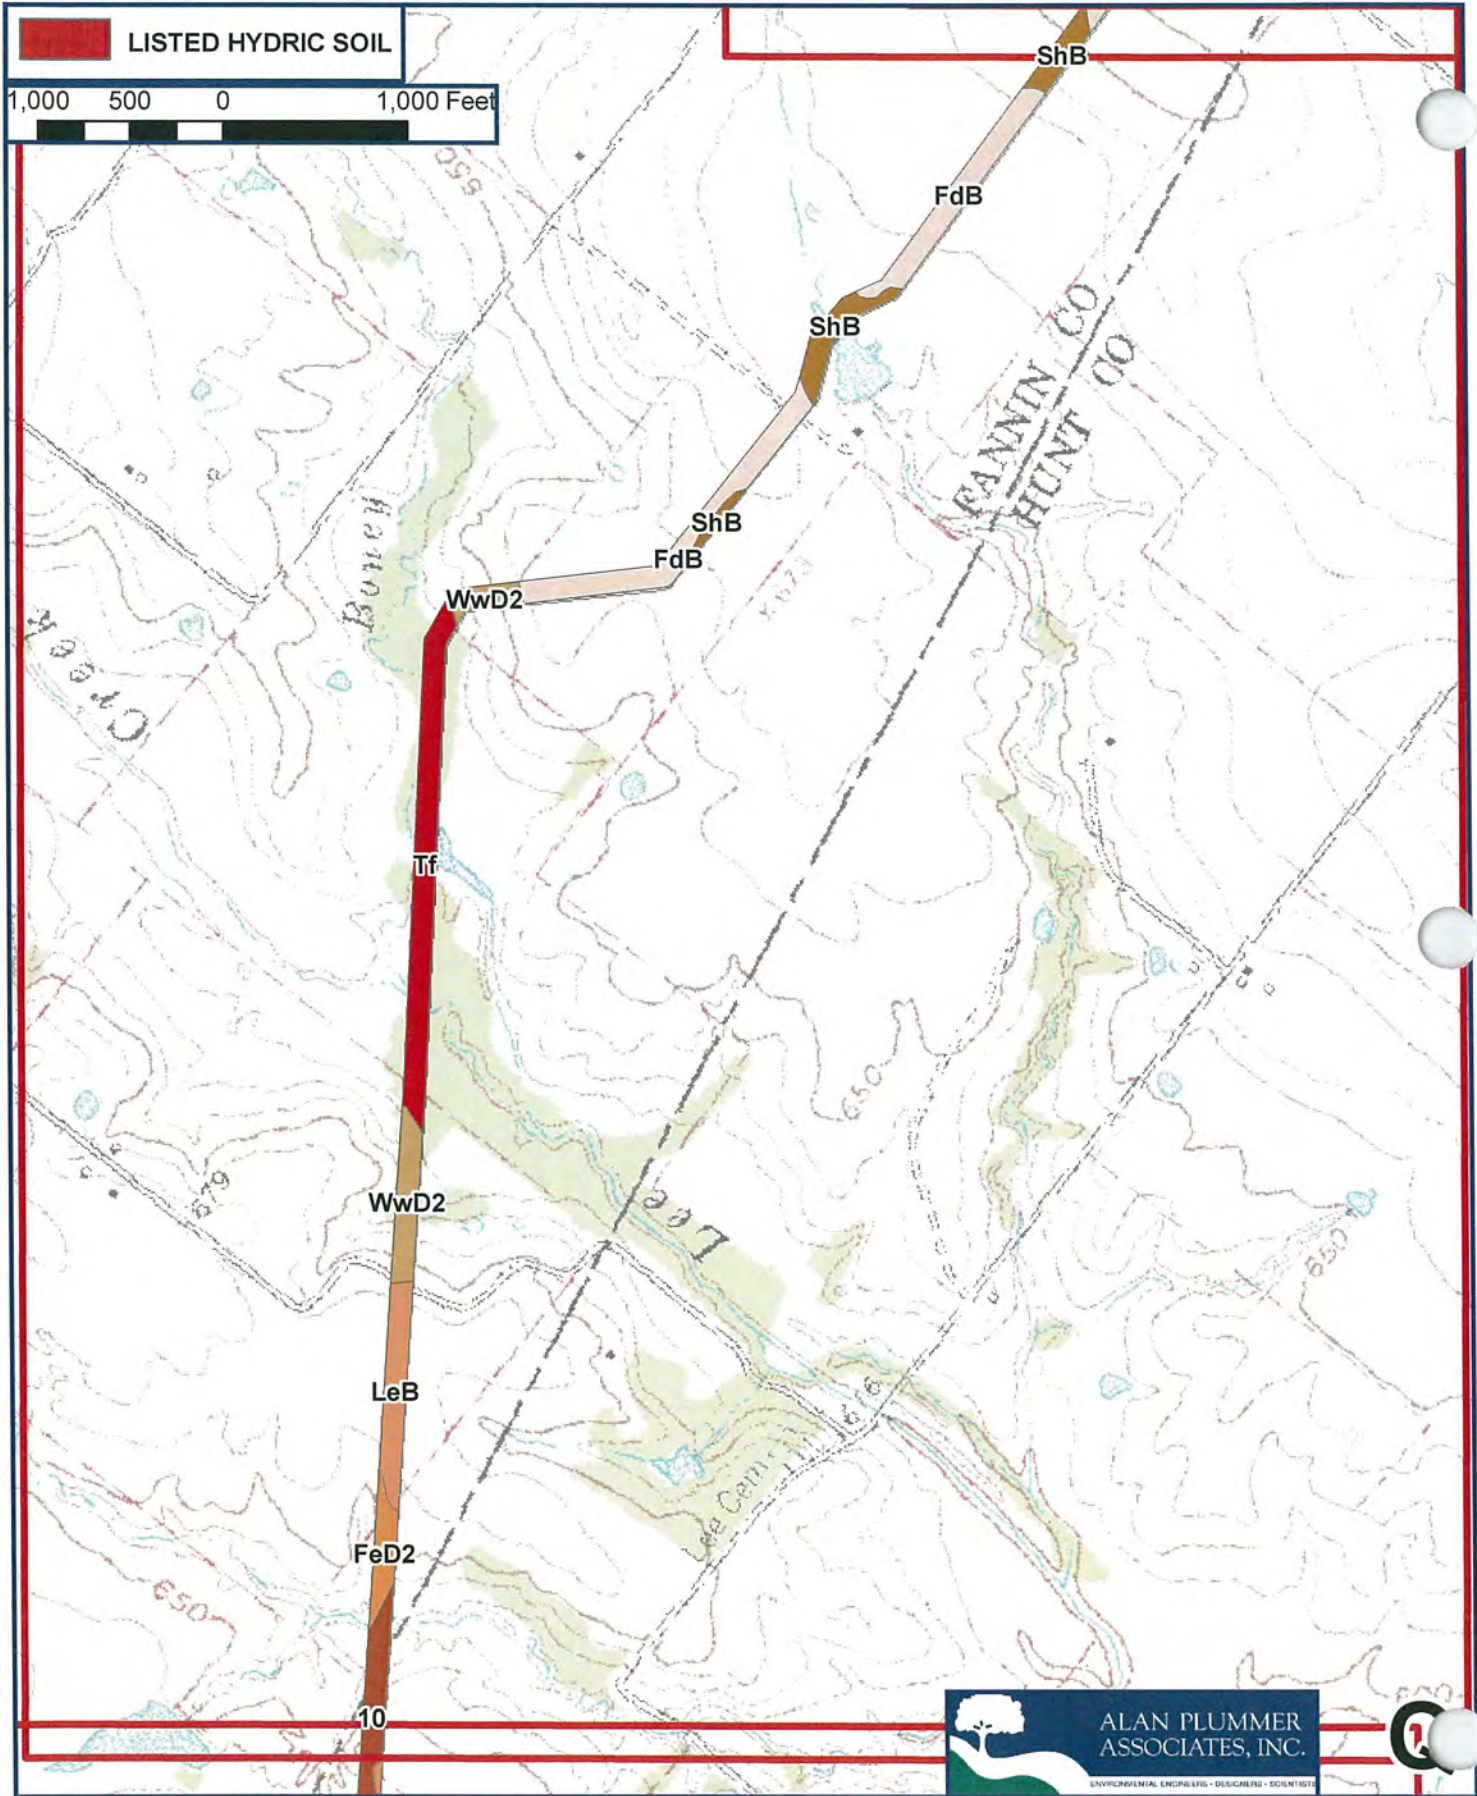 LISTED HYDRIC SOIL
1,000 500 0 1,000 Feet
ShB
FdB
ShB
FANNIN CO
HUNT CO
550
Boney
ShB
FdB
WwD2
Creek
Tf
650
679
WwD2
Lee
650
LeB
FeD2
650
10
ALAN PLUMMER
ASSOCIATES, INC.
ENVIRONMENTAL ENGINEERS • DESIGNERS • SCIENTISTS